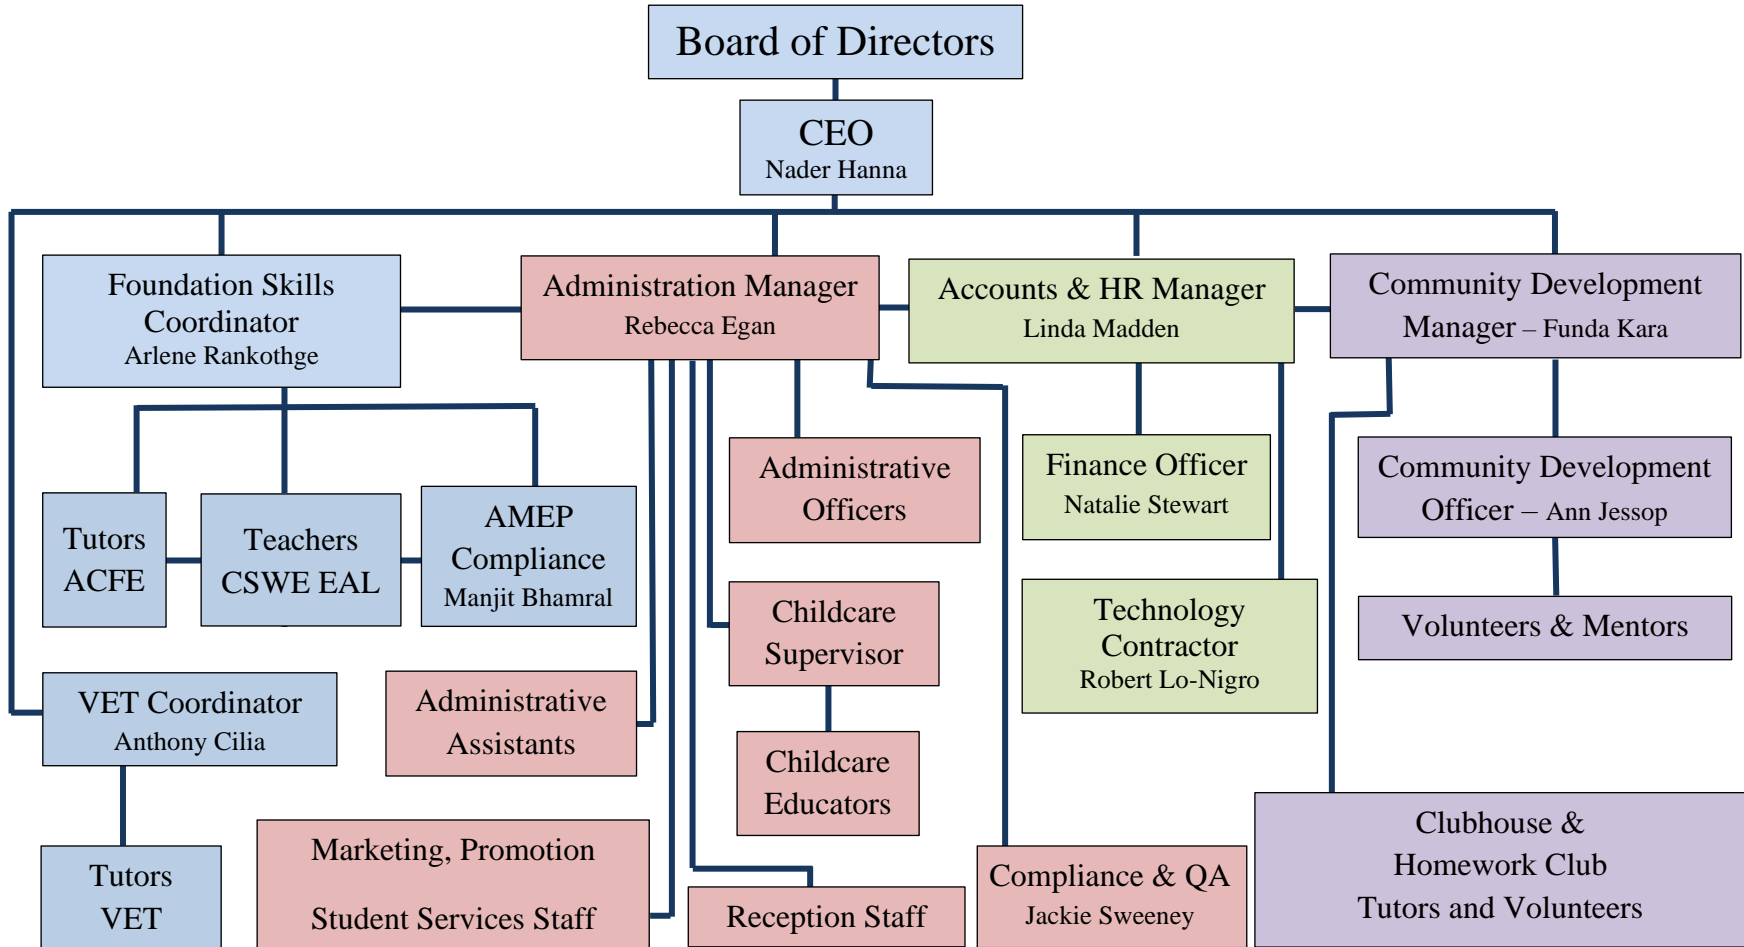 Board of Directors
CEO
Nader Hanna
Foundation Skills
Coordinator
Arlene Rankothge
Administration Manager
Rebecca Egan
Accounts & HR Manager
Linda Madden
Community Development
Manager – Funda Kara
Tutors
ACFE
Teachers
CSWE EAL
AMEP
Compliance
Manjit Bhamral
Administrative
Officers
Finance Officer
Natalie Stewart
Community Development
Officer – Ann Jessop
Childcare
Supervisor
Technology
Contractor
Robert Lo-Nigro
Volunteers & Mentors
VET Coordinator
Anthony Cilia
Administrative
Assistants
Childcare
Educators
Tutors
VET
Marketing, Promotion
Student Services Staff
Reception Staff
Compliance & QA
Jackie Sweeney
Clubhouse &
Homework Club
Tutors and Volunteers